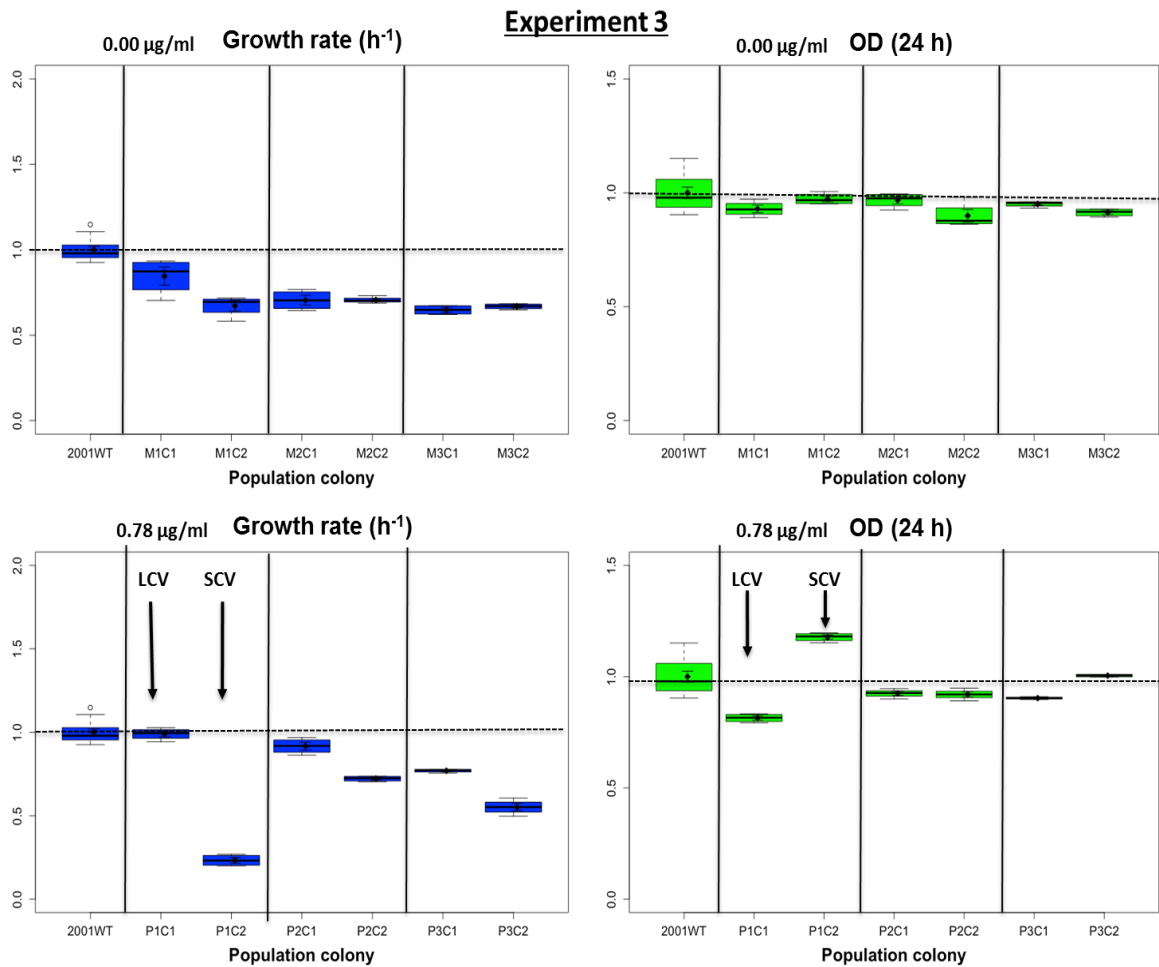 Experiment 3
0.00 µg/ml Growth rate (h-1)
2.0
1.5
1.0
0.5
0.0
2001WT M1C1 M1C2 M2C1 M2C2 M3C1 M3C2
Population colony
0.00 µg/ml OD (24 h)
1.5
1.0
0.5
0.0
2001WT M1C1 M1C2 M2C1 M2C2 M3C1 M3C2
Population colony
0.78 µg/ml Growth rate (h-1)
2.0
LCV SCV
1.5
1.0
0.5
0.0
2001WT P1C1 P1C2 P2C1 P2C2 P3C1 P3C2
Population colony
0.78 µg/ml OD (24 h)
1.5
LCV SCV
1.0
0.5
0.0
2001WT P1C1 P1C2 P2C1 P2C2 P3C1 P3C2
Population colony